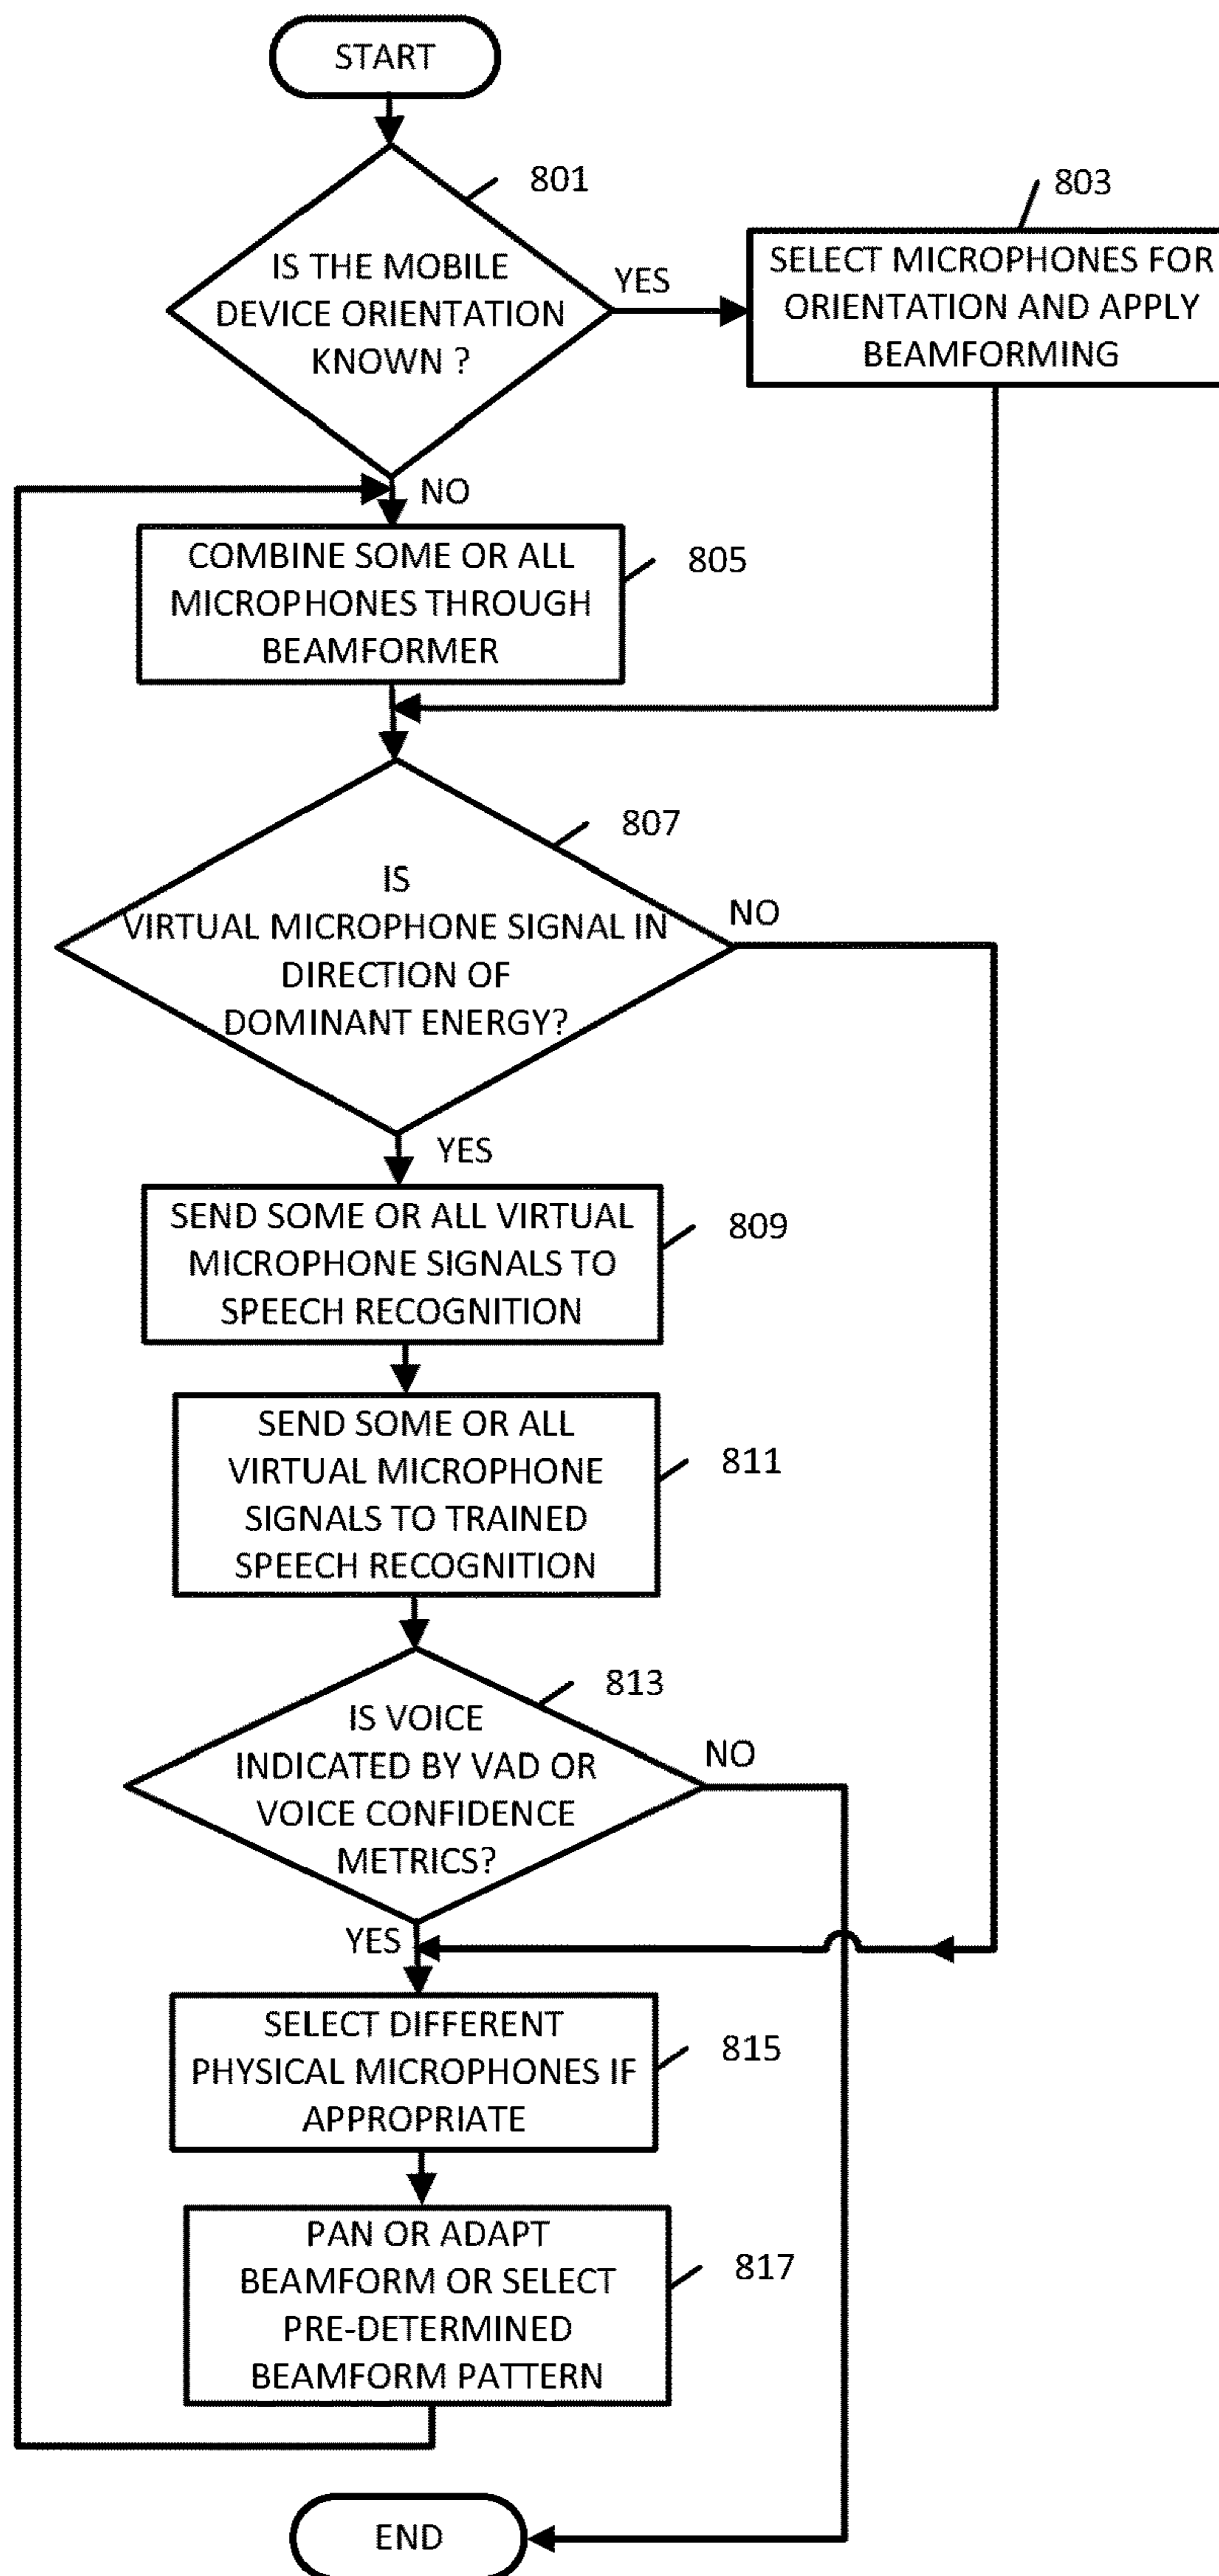 START
801
IS THE MOBILE
DEVICE ORIENTATION
KNOWN ?
YES
803
SELECT MICROPHONES FOR
ORIENTATION AND APPLY
BEAMFORMING
NO
COMBINE SOME OR ALL
MICROPHONES THROUGH
BEAMFORMER
805
807
IS
VIRTUAL MICROPHONE SIGNAL IN
DIRECTION OF
DOMINANT ENERGY?
NO
YES
SEND SOME OR ALL VIRTUAL
MICROPHONE SIGNALS TO
SPEECH RECOGNITION
809
SEND SOME OR ALL
VIRTUAL MICROPHONE
SIGNALS TO TRAINED
SPEECH RECOGNITION
811
813
IS VOICE
INDICATED BY VAD OR
VOICE CONFIDENCE
METRICS?
NO
YES
SELECT DIFFERENT
PHYSICAL MICROPHONES IF
APPROPRIATE
815
PAN OR ADAPT
BEAMFORM OR SELECT
PRE-DETERMINED
BEAMFORM PATTERN
817
END